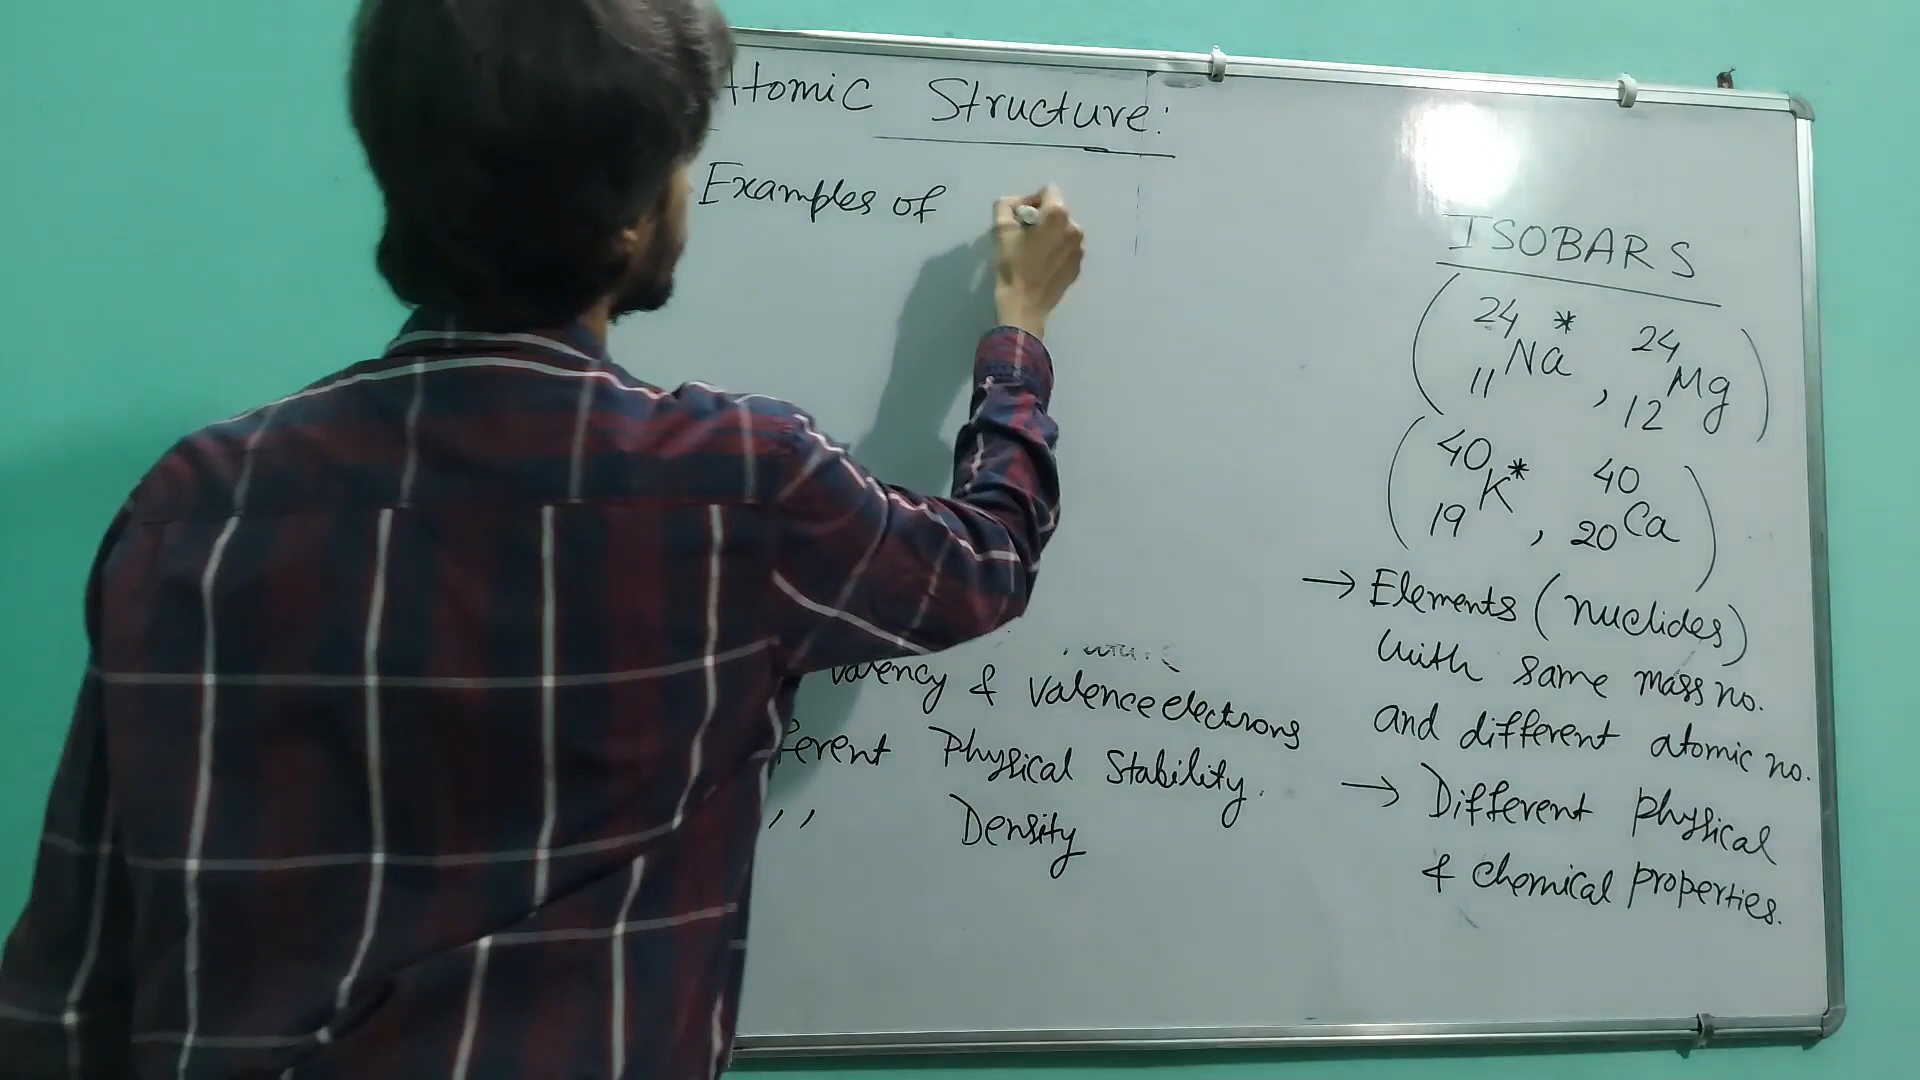 Atomic Structure:
Examples of
valency & valence electrons
ferent Physical Stability.
,, Density
ISOBARS
( 24 11 Na * , 24 12 Mg )
( 40 19 K * , 40 20 Ca )
→ Elements (nuclides)
with same mass no.
and different atomic no.
→ Different physical
& chemical properties.